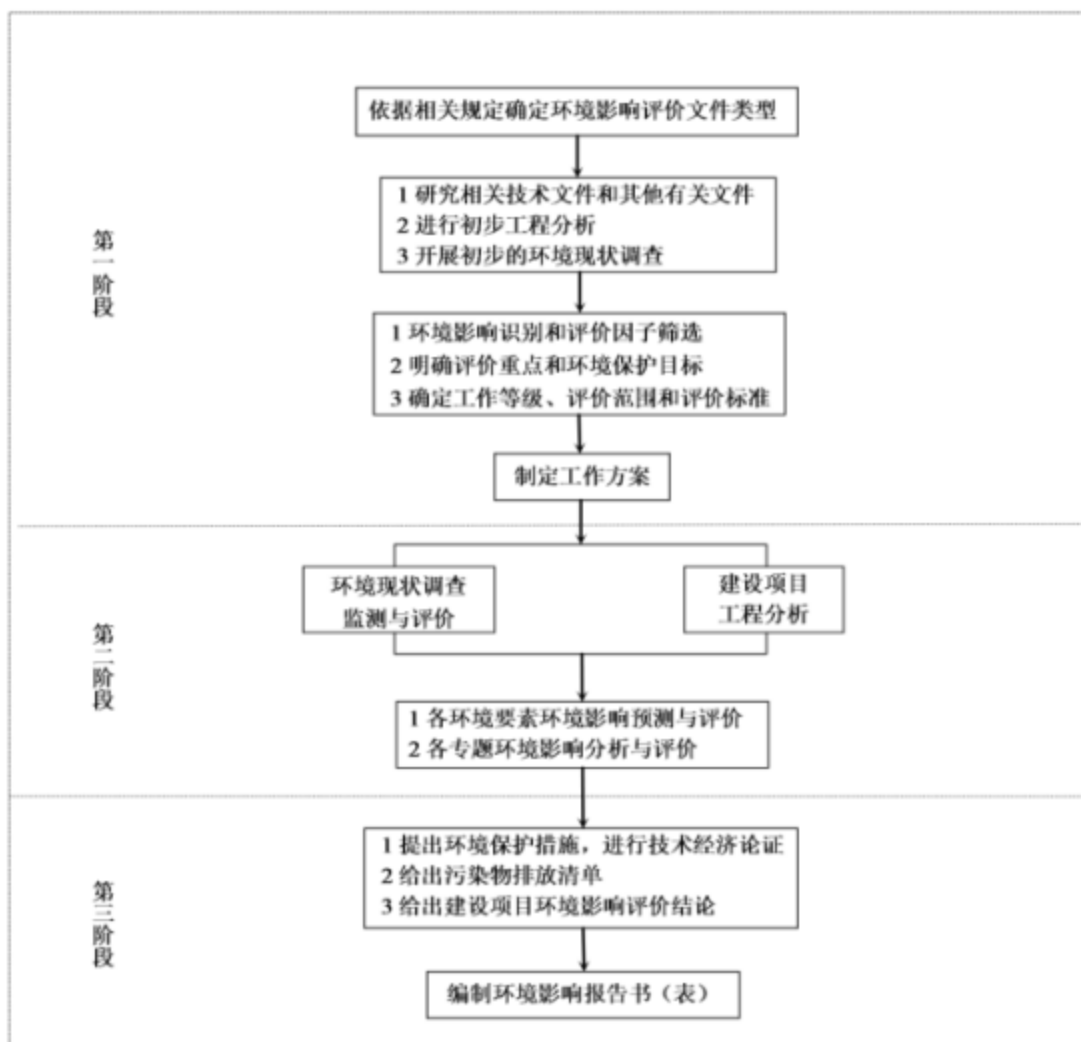 依据相关规定确定环境影响评价文件类型
1 研究相关技术文件和其他有关文件
2 进行初步工程分析
3 开展初步的环境现状调查
第一阶段
1 环境影响识别和评价因子筛选
2 明确评价重点和环境保护目标
3 确定工作等级、评价范围和评价标准
制定工作方案
环境现状调查
监测与评价
建设项目
工程分析
第二阶段
1 各环境要素环境影响预测与评价
2 各专题环境影响分析与评价
1 提出环境保护措施，进行技术经济论证
2 给出污染物排放清单
3 给出建设项目环境影响评价结论
第三阶段
编制环境影响报告书（表）